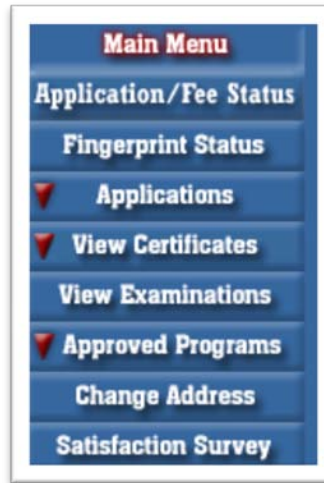 Main Menu
Application/Fee Status
Fingerprint Status
Applications
View Certificates
View Examinations
Approved Programs
Change Address
Satisfaction Survey